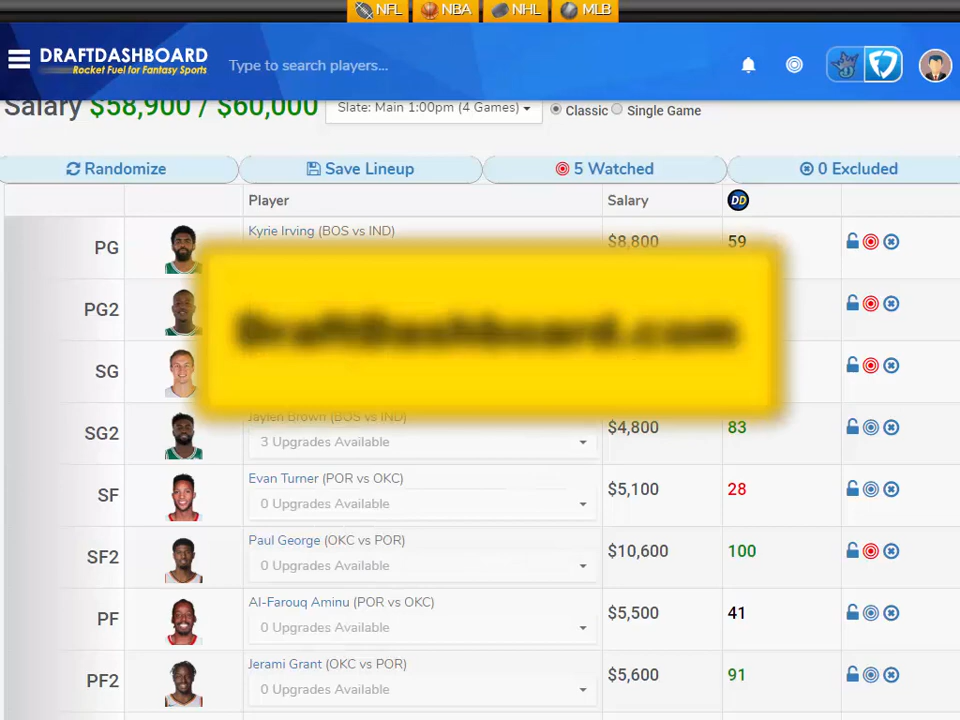 NFL NBA NHL MLB
DRAFTDASHBOARD
Rocket Fuel for Fantasy Sports
Type to search players...
Salary $58,900 / $60,000 Slate: Main 1:00pm (4 Games) Classic Single Game
Randomize Save Lineup 5 Watched 0 Excluded
Player Salary DD
PG Kyrie Irving (BOS vs IND) $8,800 59
PG2
DraftDashboard.com
SG
SG2 Jaylen Brown (BOS vs IND) $4,800 83
3 Upgrades Available
SF Evan Turner (POR vs OKC) $5,100 28
0 Upgrades Available
SF2 Paul George (OKC vs POR) $10,600 100
0 Upgrades Available
PF Al-Farouq Aminu (POR vs OKC) $5,500 41
0 Upgrades Available
PF2 Jerami Grant (OKC vs POR) $5,600 91
0 Upgrades Available